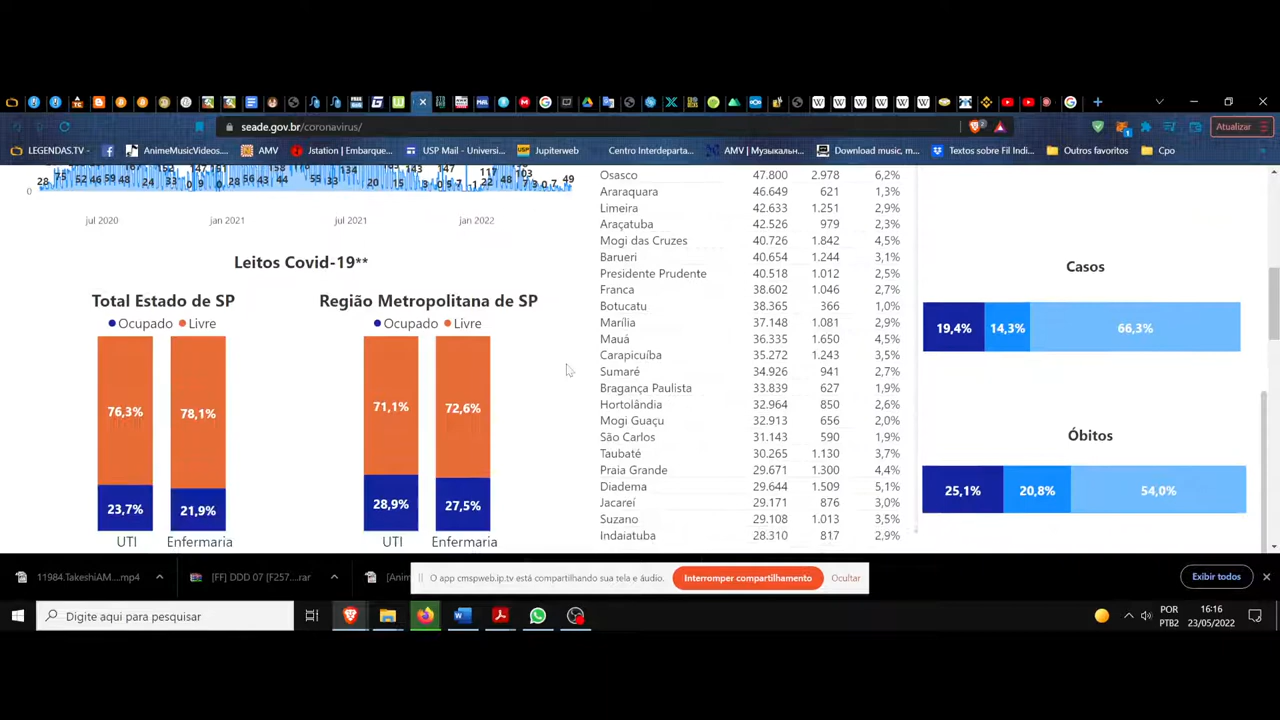 seade.gov.br/coronavirus/
Atualizar
LEGENDAS.TV -
AnimeMusicVideos....
AMV
Jstation | Embarque...
USP Mail - Universi...
Jupiterweb
Centro Interdeparta...
AMV | Музыкальн...
Download music, m...
Textos sobre Fil Indi...
Outros favoritos
Cpo
0
jul 2020
jan 2021
jul 2021
jan 2022
Leitos Covid-19**
Total Estado de SP
Ocupado Livre
76,3%
78,1%
23,7%
21,9%
UTI
Enfermaria
Região Metropolitana de SP
Ocupado Livre
71,1%
72,6%
28,9%
27,5%
UTI
Enfermaria
Osasco 47.800 2.978 6,2%
Araraquara 46.649 621 1,3%
Limeira 42.633 1.251 2,9%
Araçatuba 42.526 979 2,3%
Mogi das Cruzes 40.726 1.842 4,5%
Barueri 40.654 1.244 3,1%
Presidente Prudente 40.518 1.012 2,5%
Franca 38.602 1.046 2,7%
Botucatu 38.365 366 1,0%
Marília 37.148 1.081 2,9%
Mauá 36.335 1.650 4,5%
Carapicuíba 35.272 1.243 3,5%
Sumaré 34.926 941 2,7%
Bragança Paulista 33.839 627 1,9%
Hortolândia 32.964 850 2,6%
Mogi Guaçu 32.913 656 2,0%
São Carlos 31.143 590 1,9%
Taubaté 30.265 1.130 3,7%
Praia Grande 29.671 1.300 4,4%
Diadema 29.644 1.509 5,1%
Jacareí 29.171 876 3,0%
Suzano 29.108 1.013 3,5%
Indaiatuba 28.310 817 2,9%
Casos
19,4% 14,3% 66,3%
Óbitos
25,1% 20,8% 54,0%
11984.TakeshiAM....mp4
[FF] DDD 07 [F257....rar
O app cmspweb.ip.tv está compartilhando sua tela e áudio.
Interromper compartilhamento
Ocultar
Exibir todos
Digite aqui para pesquisar
POR
PTB2
16:16
23/05/2022